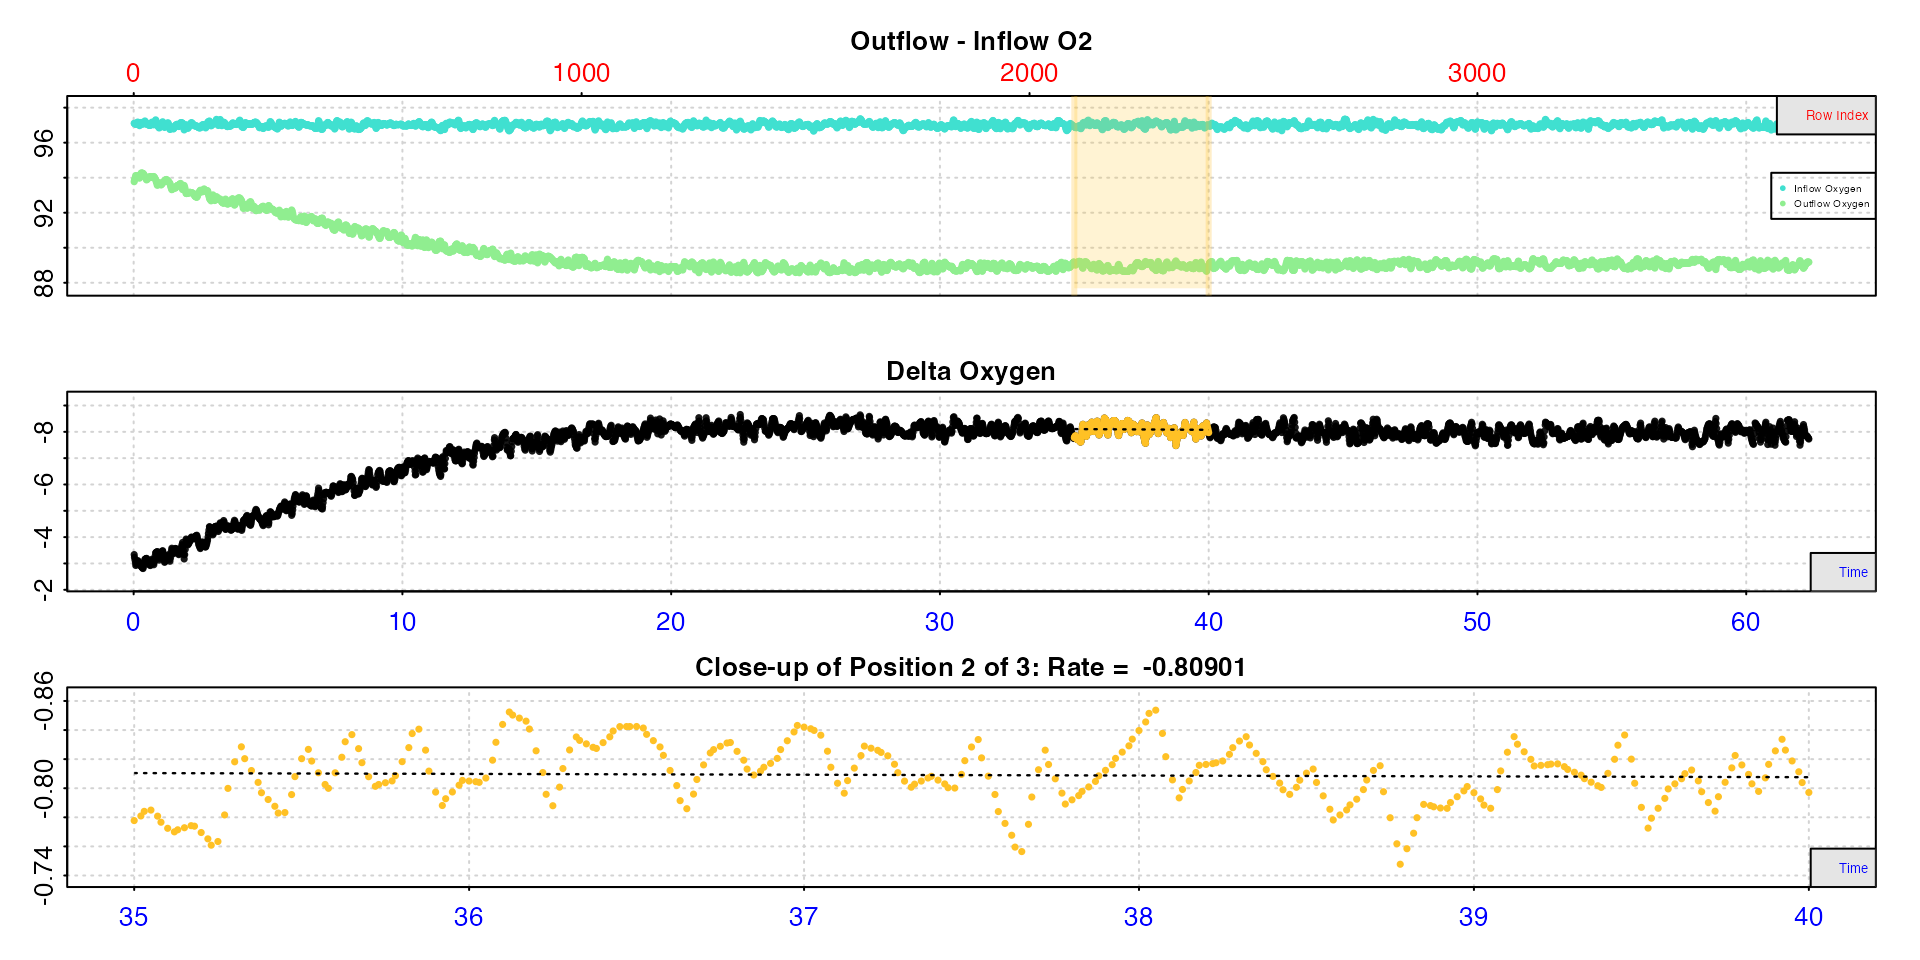 Outflow - Inflow O2
0 1000 2000 3000
Row Index
96
92
88
Inflow Oxygen
Outflow Oxygen
Delta Oxygen
-8
-6
-4
-2
Time
0 10 20 30 40 50 60
Close-up of Position 2 of 3: Rate = -0.80901
-0.86
-0.80
-0.74
Time
35 36 37 38 39 40